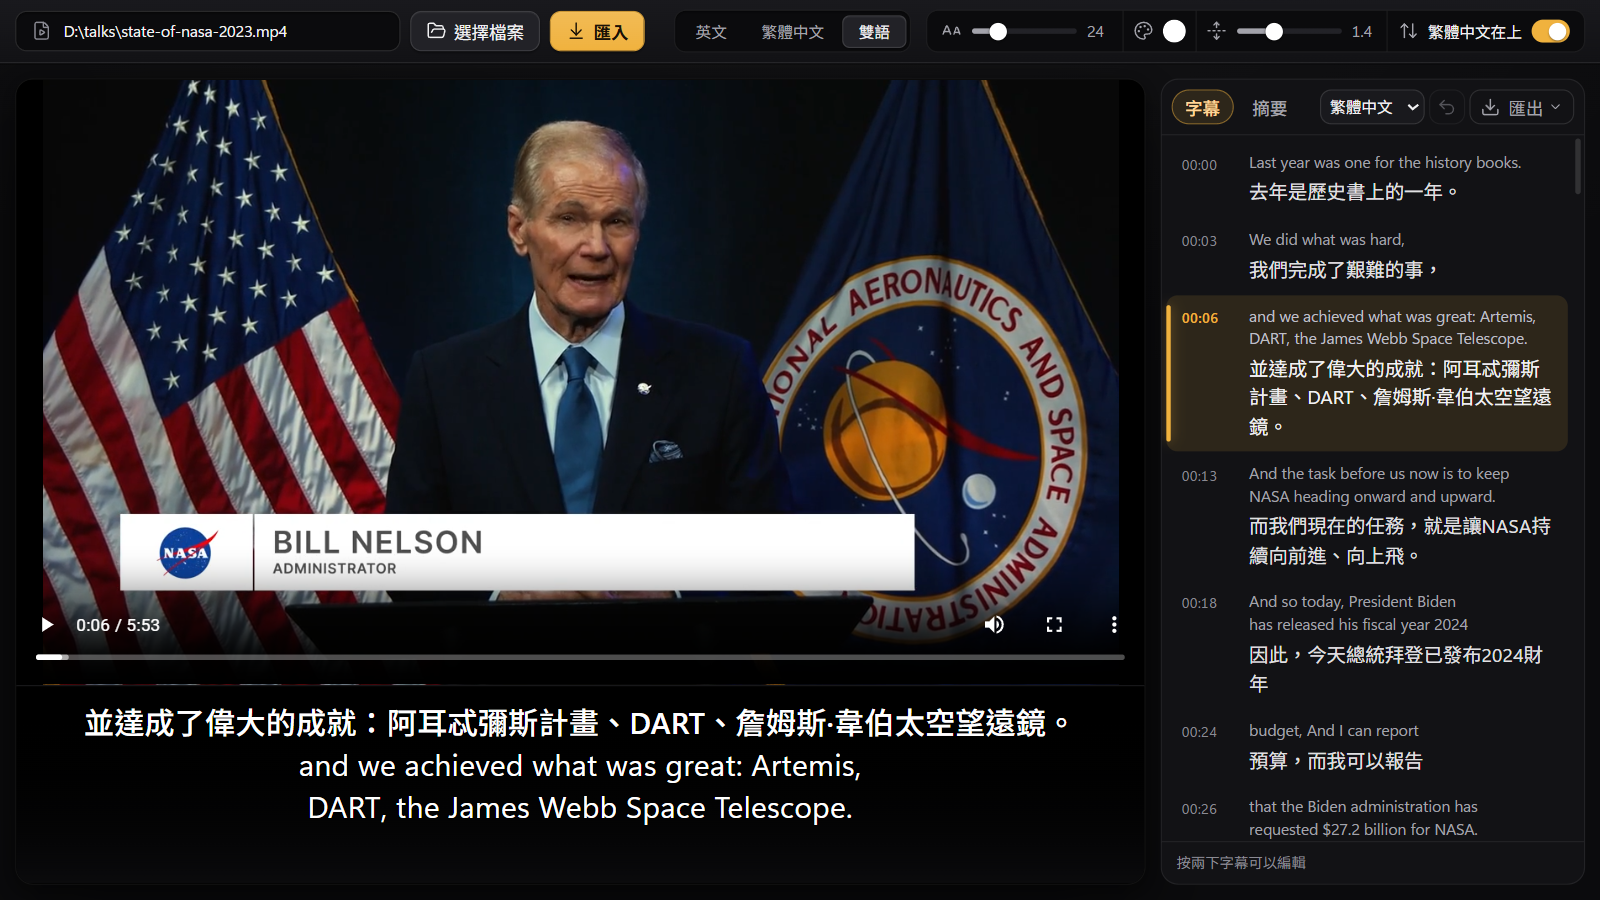 D:\talks\state-of-nasa-2023.mp4
選擇檔案
匯入
英文
繁體中文
雙語
AA
24
1.4
繁體中文在上
NATIONAL AERONAUTICS AND SPACE ADMINISTRATION
NASA
BILL NELSON
ADMINISTRATOR
0:06 / 5:53
並達成了偉大的成就：阿耳忒彌斯計畫、DART、詹姆斯·韋伯太空望遠鏡。
and we achieved what was great: Artemis,
DART, the James Webb Space Telescope.
字幕
摘要
繁體中文
匯出
00:00
Last year was one for the history books.
去年是歷史書上的一年。
00:03
We did what was hard,
我們完成了艱難的事，
00:06
and we achieved what was great: Artemis,
DART, the James Webb Space Telescope.
並達成了偉大的成就：阿耳忒彌斯
計畫、DART、詹姆斯·韋伯太空望遠
鏡。
00:13
And the task before us now is to keep
NASA heading onward and upward.
而我們現在的任務，就是讓NASA持
續向前進、向上飛。
00:18
And so today, President Biden
has released his fiscal year 2024
因此，今天總統拜登已發布2024財
年
00:24
budget, And I can report
預算，而我可以報告
00:26
that the Biden administration has
requested $27.2 billion for NASA.
按兩下字幕可以編輯